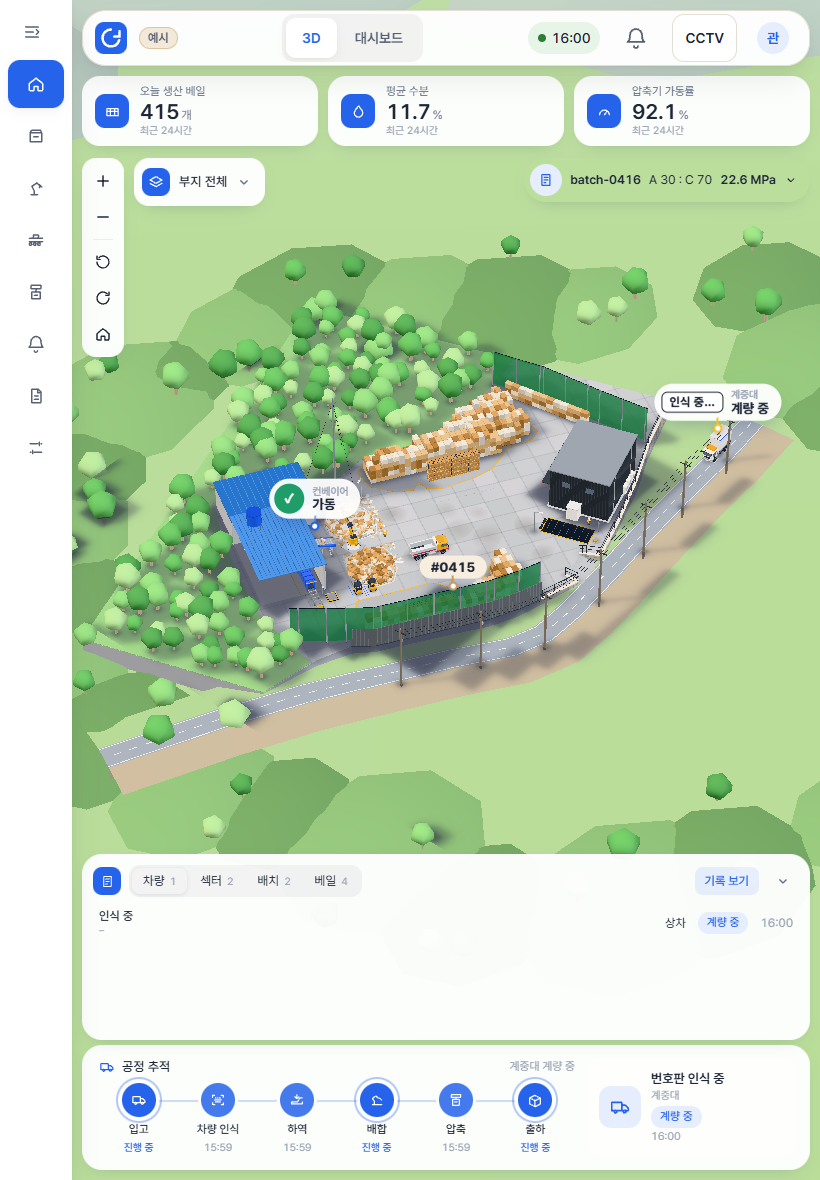 예시
3D
대시보드
16:00
CCTV
관
오늘 생산 베일
415개
최근 24시간
평균 수분
11.7%
최근 24시간
압축기 가동률
92.1%
최근 24시간
부지 전체
batch-0416 A 30 : C 70 22.6 MPa
인식 중...
계중대
계량 중
컨베이어
가동
#0415
차량 1
섹터 2
배치 2
베일 4
기록 보기
인식 중
–
상차
계량 중
16:00
공정 추적
계중대 계량 중
입고
진행 중
차량 인식
15:59
하역
15:59
배합
진행 중
압축
15:59
출하
진행 중
번호판 인식 중
계중대
계량 중
16:00